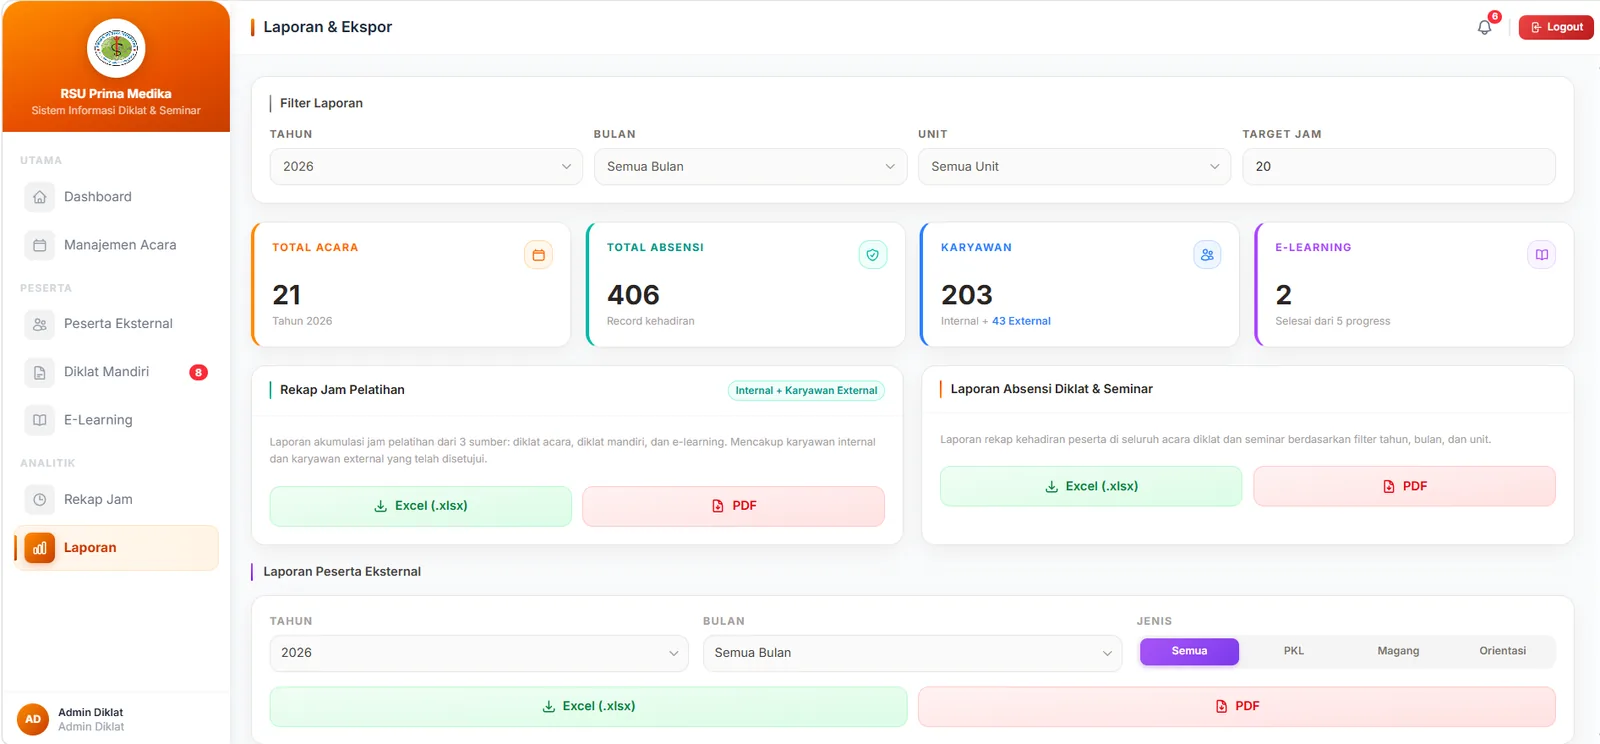 RSU Prima Medika
Sistem Informasi Diklat & Seminar
UTAMA
Dashboard
Manajemen Acara
PESERTA
Peserta Eksternal
Diklat Mandiri
8
E-Learning
ANALITIK
Rekap Jam
Laporan
AD
Admin Diklat
Admin Diklat
Laporan & Ekspor
6
Logout
Filter Laporan
TAHUN
2026
BULAN
Semua Bulan
UNIT
Semua Unit
TARGET JAM
20
TOTAL ACARA
21
Tahun 2026
TOTAL ABSENSI
406
Record kehadiran
KARYAWAN
203
Internal + 43 External
E-LEARNING
2
Selesai dari 5 progress
Rekap Jam Pelatihan
Internal + Karyawan External
Laporan akumulasi jam pelatihan dari 3 sumber: diklat acara, diklat mandiri, dan e-learning. Mencakup karyawan internal
dan karyawan external yang telah disetujui.
Excel (.xlsx)
PDF
Laporan Absensi Diklat & Seminar
Laporan rekap kehadiran peserta di seluruh acara diklat dan seminar berdasarkan filter tahun, bulan, dan unit.
Excel (.xlsx)
PDF
Laporan Peserta Eksternal
TAHUN
2026
BULAN
Semua Bulan
JENIS
Semua
PKL
Magang
Orientasi
Excel (.xlsx)
PDF